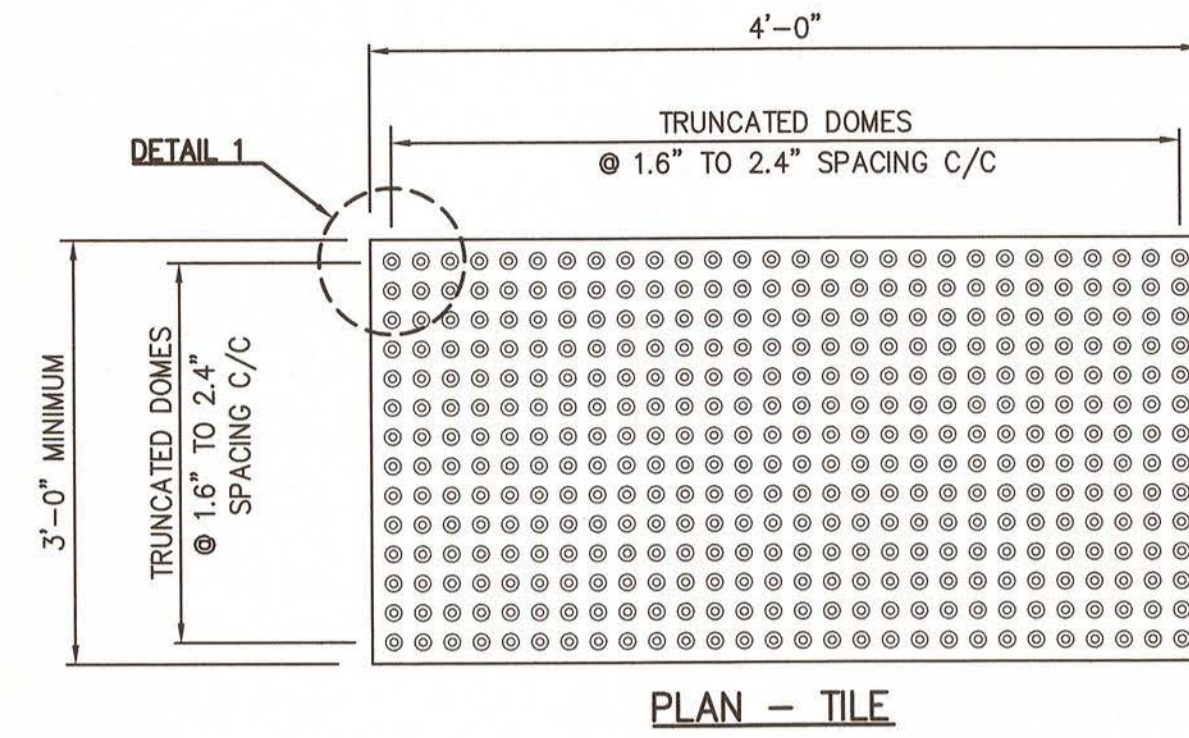 4'-0"
TRUNCATED DOMES
@ 1.6" TO 2.4" SPACING C/C
DETAIL 1
3'-0" MINIMUM
TRUNCATED DOMES
@ 1.6" TO 2.4"
SPACING C/C
PLAN - TILE